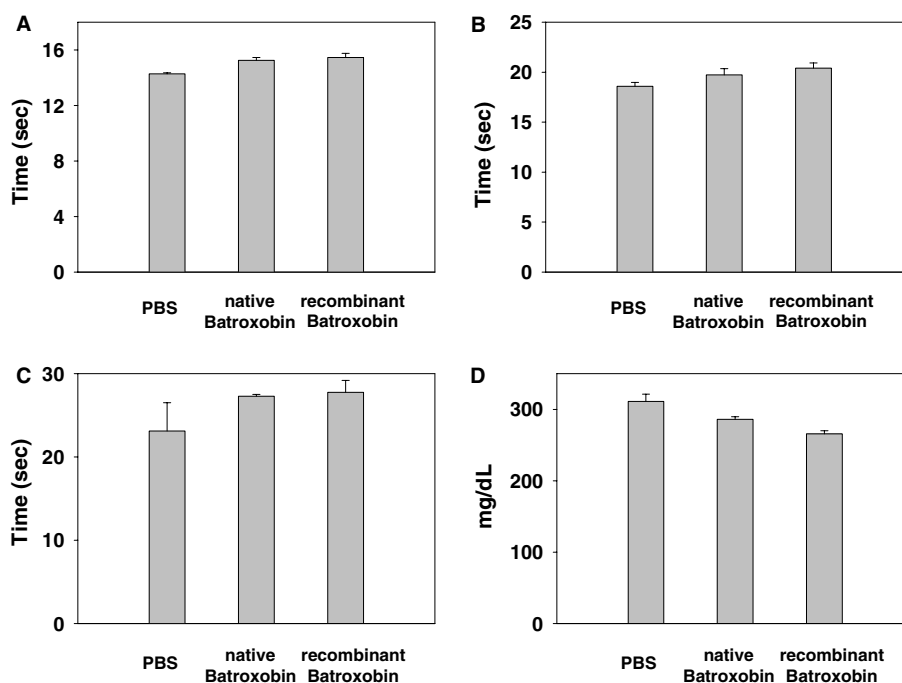 A
Time (sec)
16
12
8
4
0
PBS
native
Batroxobin
recombinant
Batroxobin
B
Time (sec)
25
20
15
10
5
0
PBS
native
Batroxobin
recombinant
Batroxobin
C
Time (sec)
30
20
10
0
PBS
native
Batroxobin
recombinant
Batroxobin
D
mg/dL
300
200
100
0
PBS
native
Batroxobin
recombinant
Batroxobin